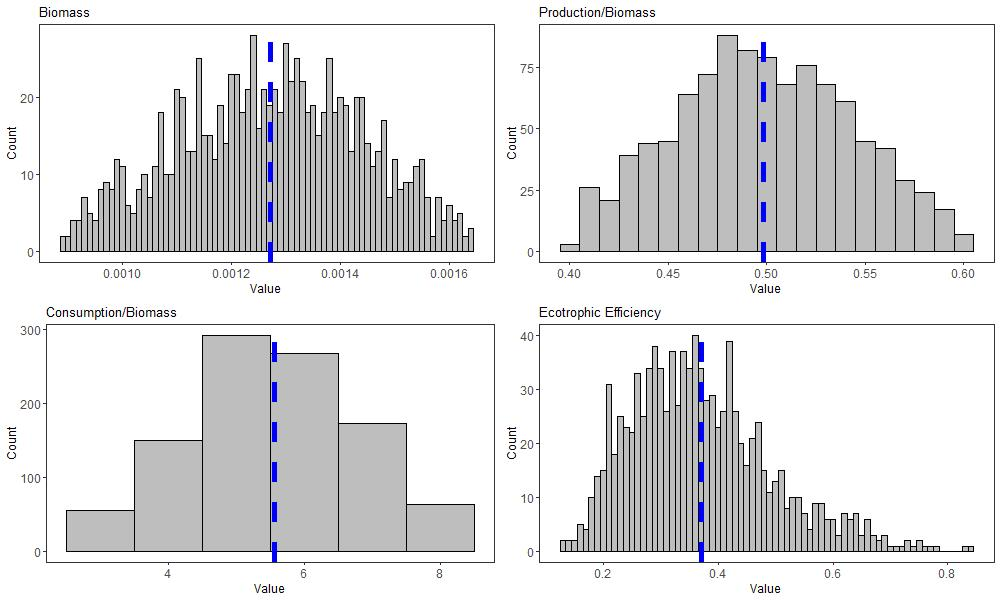 Biomass
Count
20
10
0
0.0010 0.0012 0.0014 0.0016
Value
Production/Biomass
Count
75
50
25
0
0.40 0.45 0.50 0.55 0.60
Value
Consumption/Biomass
Count
300
200
100
0
4 6 8
Value
Ecotrophic Efficiency
Count
40
30
20
10
0
0.2 0.4 0.6 0.8
Value